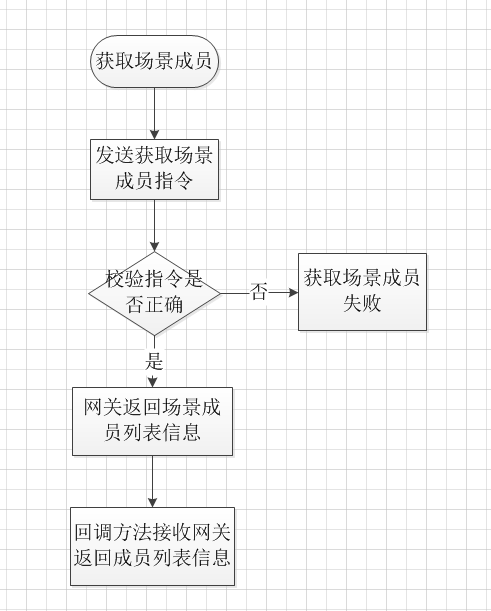 获取场景成员
发送获取场景
成员指令
校验指令是
否正确
否
获取场景成员
失败
是
网关返回场景成
员列表信息
回调方法接收网关
返回成员列表信息